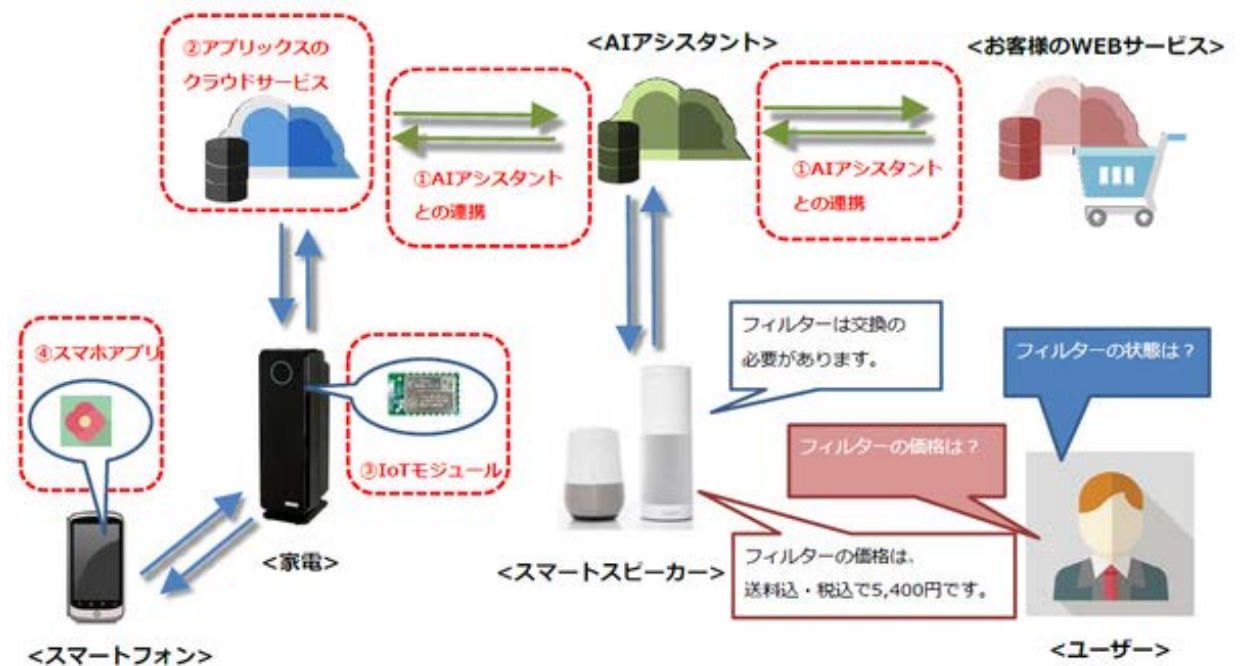 ②アプリックスの
クラウドサービス
<AIアシスタント>
<お客様のWEBサービス>
①AIアシスタント
との連携
①AIアシスタント
との連携
④スマホアプリ
③IoTモジュール
フィルターは交換の
必要があります。
フィルターの状態は？
フィルターの価格は？
フィルターの価格は、
送料込・税込で5,400円です。
<家電>
<スマートスピーカー>
<スマートフォン>
<ユーザー>